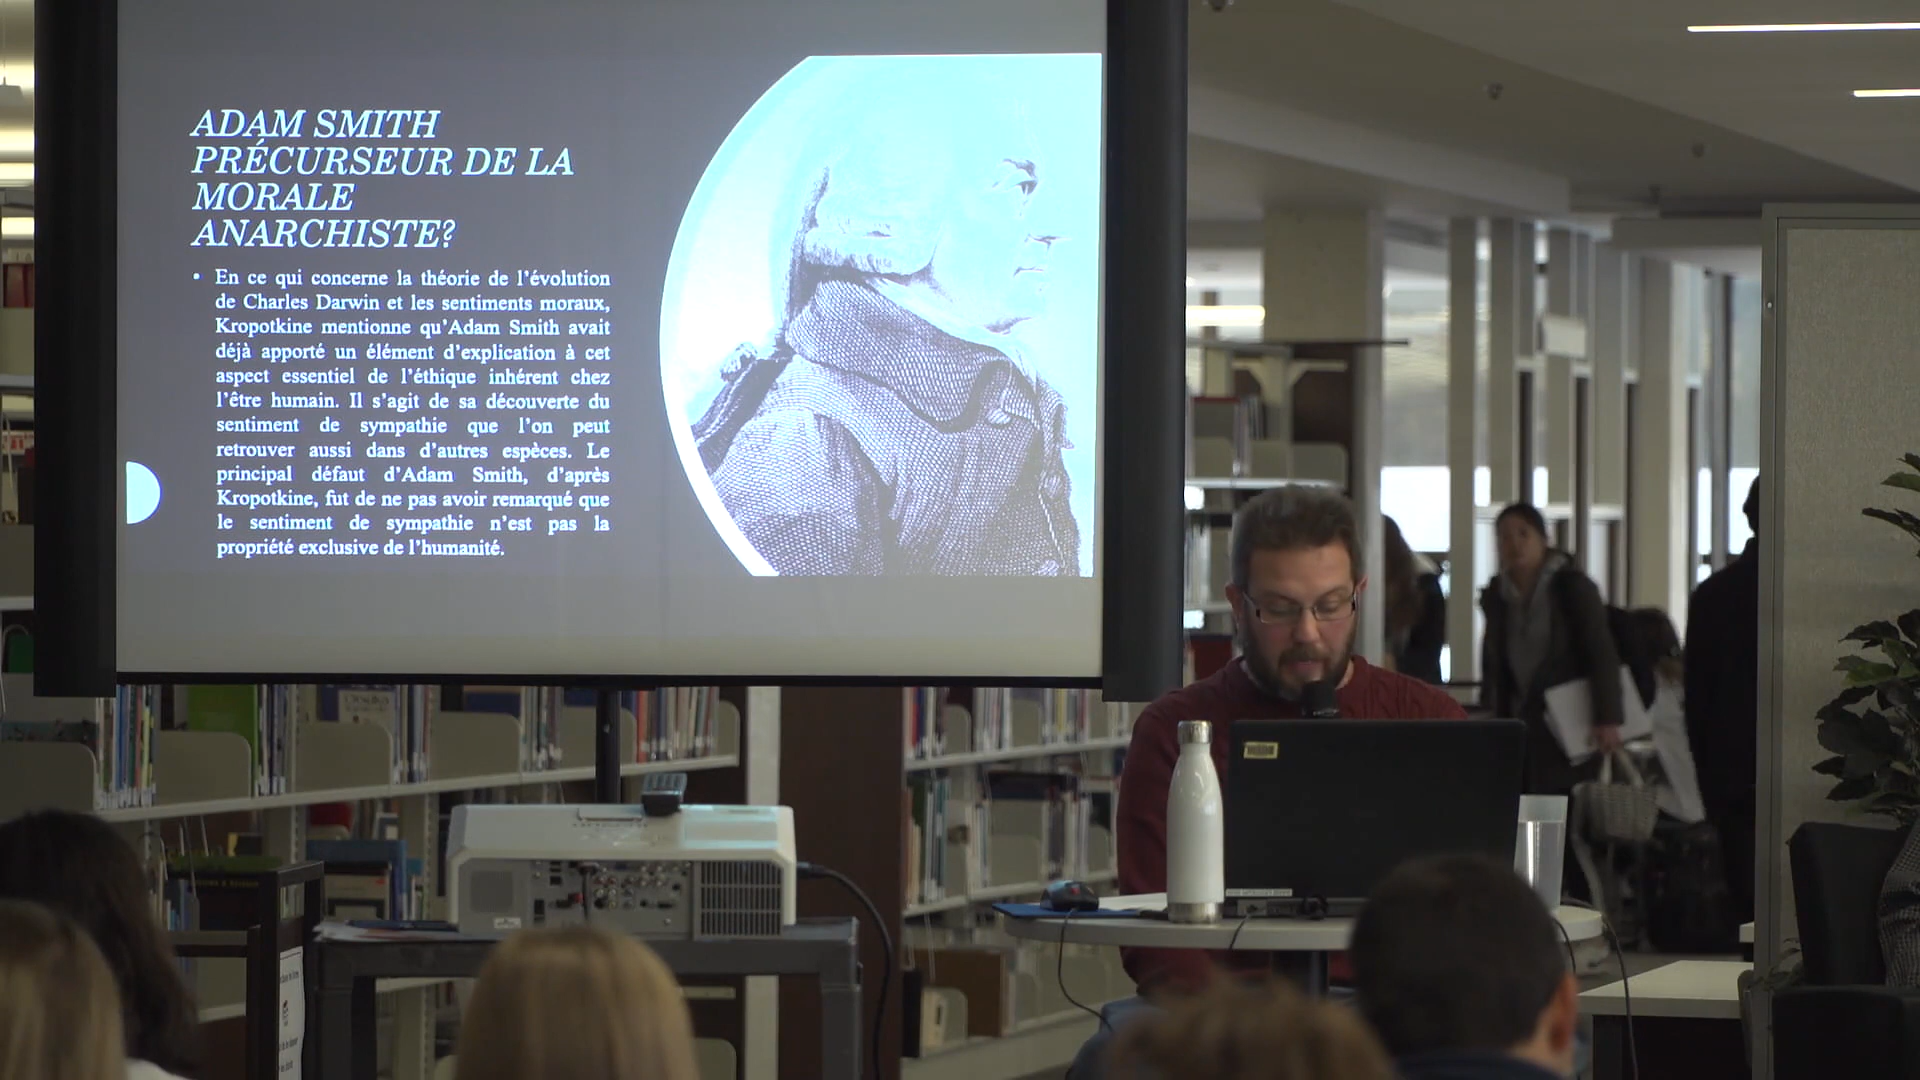 ADAM SMITH
PRÉCURSEUR DE LA
MORALE
ANARCHISTE?
• En ce qui concerne la théorie de l'évolution
de Charles Darwin et les sentiments moraux,
Kropotkine mentionne qu'Adam Smith avait
déjà apporté un élément d'explication à cet
aspect essentiel de l'éthique inhérent chez
l'être humain. Il s'agit de sa découverte du
sentiment de sympathie que l'on peut
retrouver aussi dans d'autres espèces. Le
principal défaut d'Adam Smith, d'après
Kropotkine, fut de ne pas avoir remarqué que
le sentiment de sympathie n'est pas la
propriété exclusive de l'humanité.